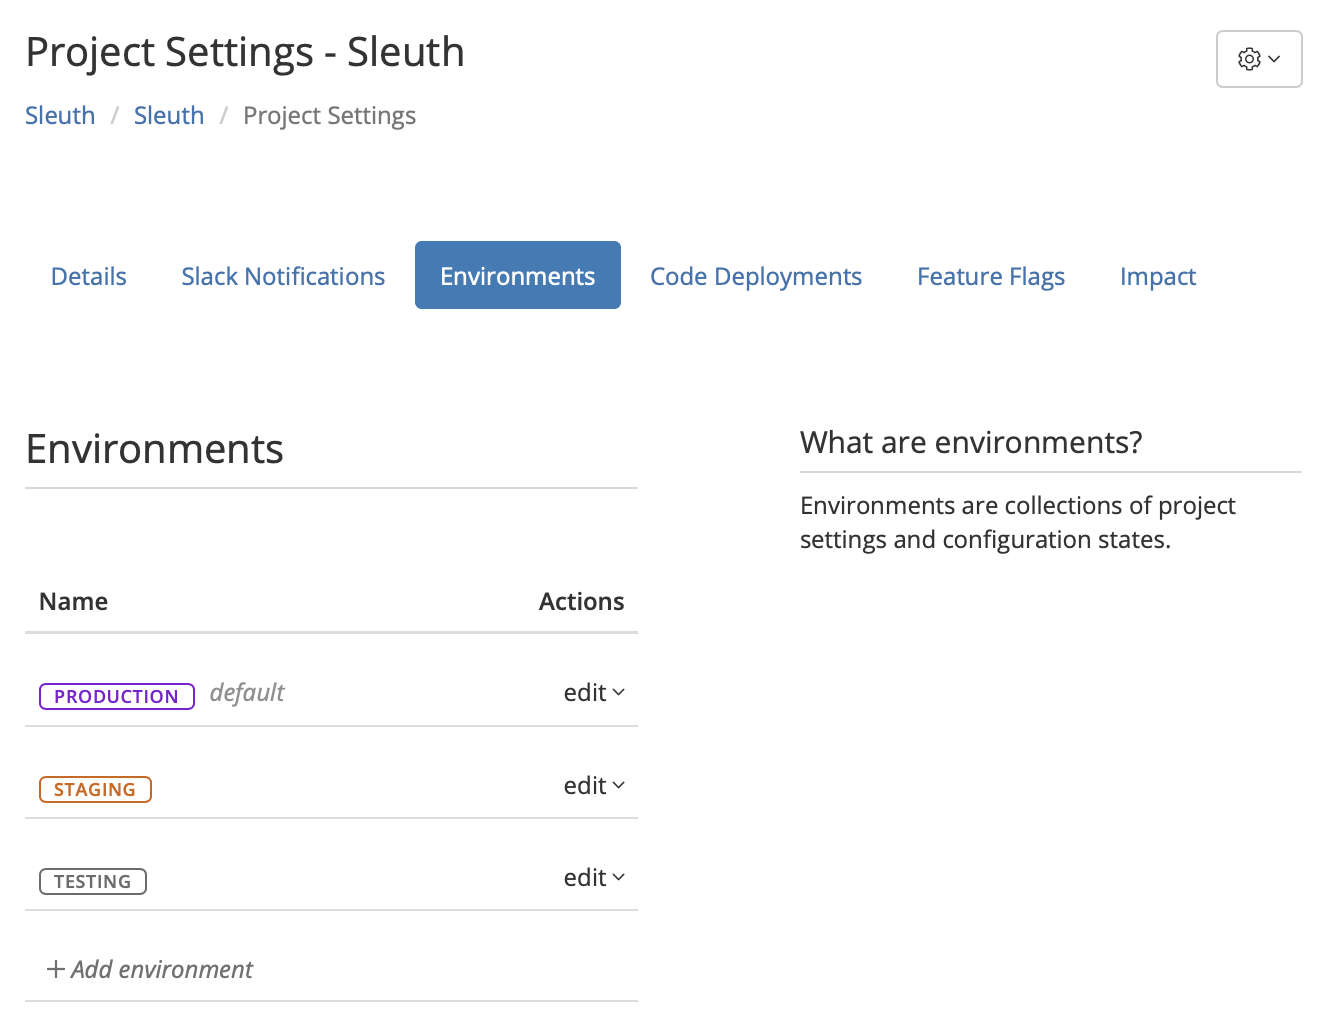 Project Settings - Sleuth
Sleuth / Sleuth / Project Settings
Details Slack Notifications Environments Code Deployments Feature Flags Impact
Environments
Name Actions
PRODUCTION default edit
STAGING edit
TESTING edit
+ Add environment
What are environments?
Environments are collections of project
settings and configuration states.